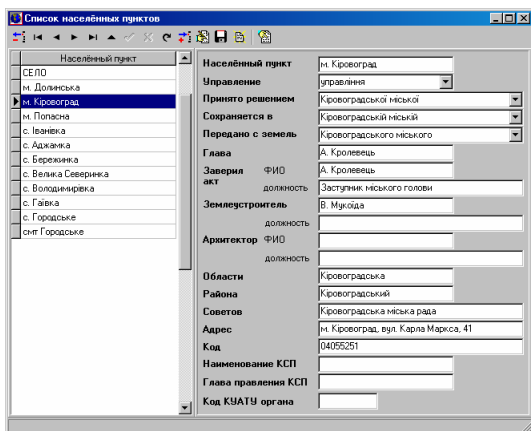 Список населённых пунктов
Населённый пункт
СЕЛО
м. Долинська
м. Кіровоград
м. Попасна
с. Іванівка
с. Аджамка
с. Бережинка
с. Велика Северинка
с. Володимирівка
с. Гаївка
с. Городське
смт Городське
Населённый пункт м. Кіровоград
Управление управління
Принято решением Кіровоградської міської
Сохраняется в Кіровоградській міській
Передано с земель Кіровоградського міського
Глава А. Кролевець
Заверил акт ФИО А. Кролевець
должность Заступник міського голови
Землеустроитель В. Мукоїда
должность
Архитектор ФИО
должность
Области Кіровоградська
Района Кіровоградський
Советов Кіровоградська міська рада
Адрес м. Кіровоград, вул. Карла Маркса, 41
Код 04055251
Наименование КСП
Глава правления КСП
Код КУАТУ органа